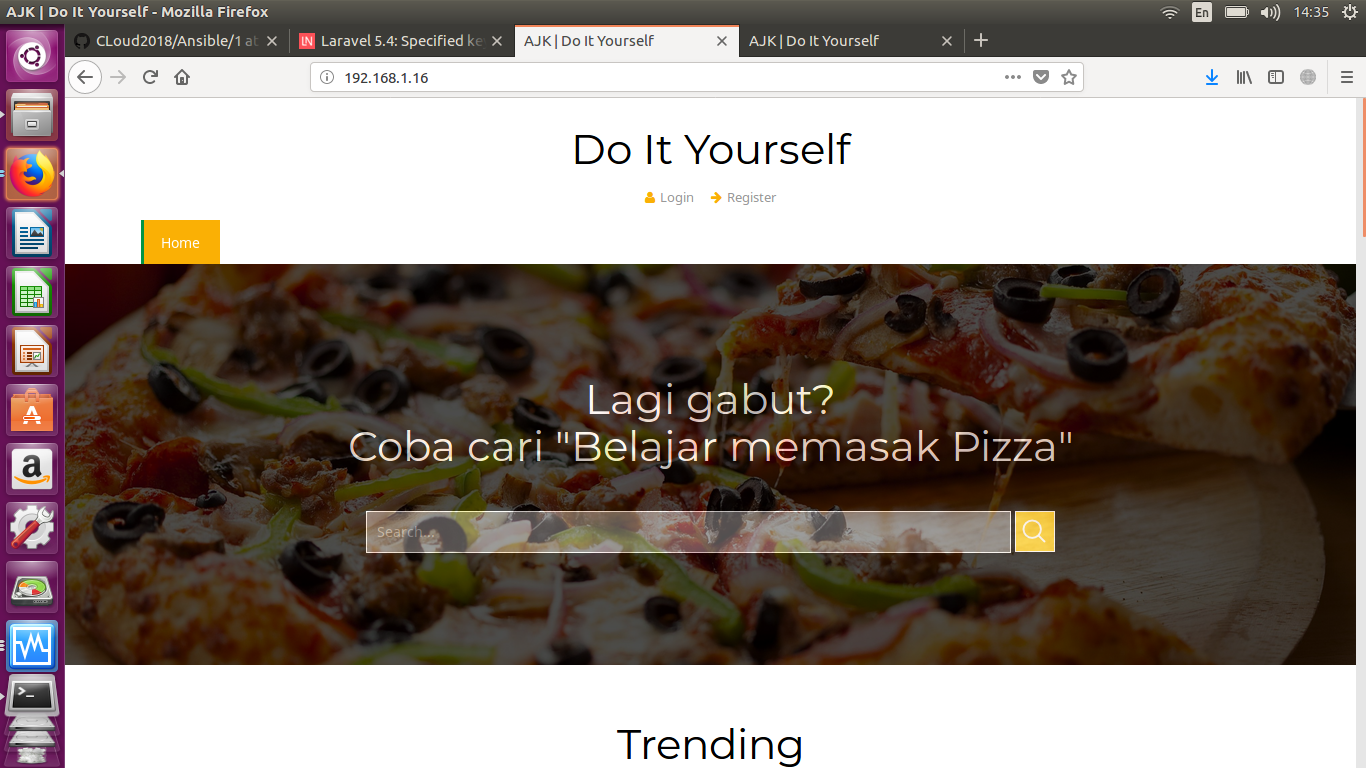 AJK | Do It Yourself - Mozilla Firefox
En
14:35
CLoud2018/Ansible/1 at
Laravel 5.4: Specified key
AJK | Do It Yourself
AJK | Do It Yourself
192.168.1.16
Do It Yourself
Login
Register
Home
Lagi gabut?
Coba cari "Belajar memasak Pizza"
Search...
Trending